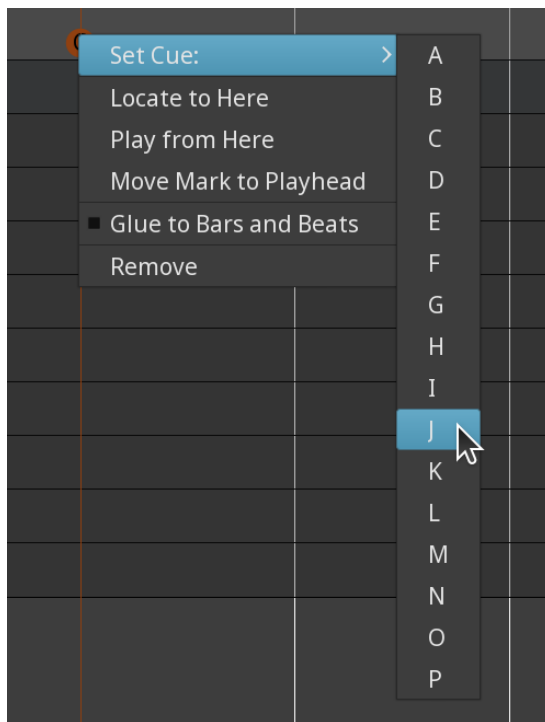 Set Cue:
Locate to Here
Play from Here
Move Mark to Playhead
Glue to Bars and Beats
Remove
A
B
C
D
E
F
G
H
I
J
K
L
M
N
O
P